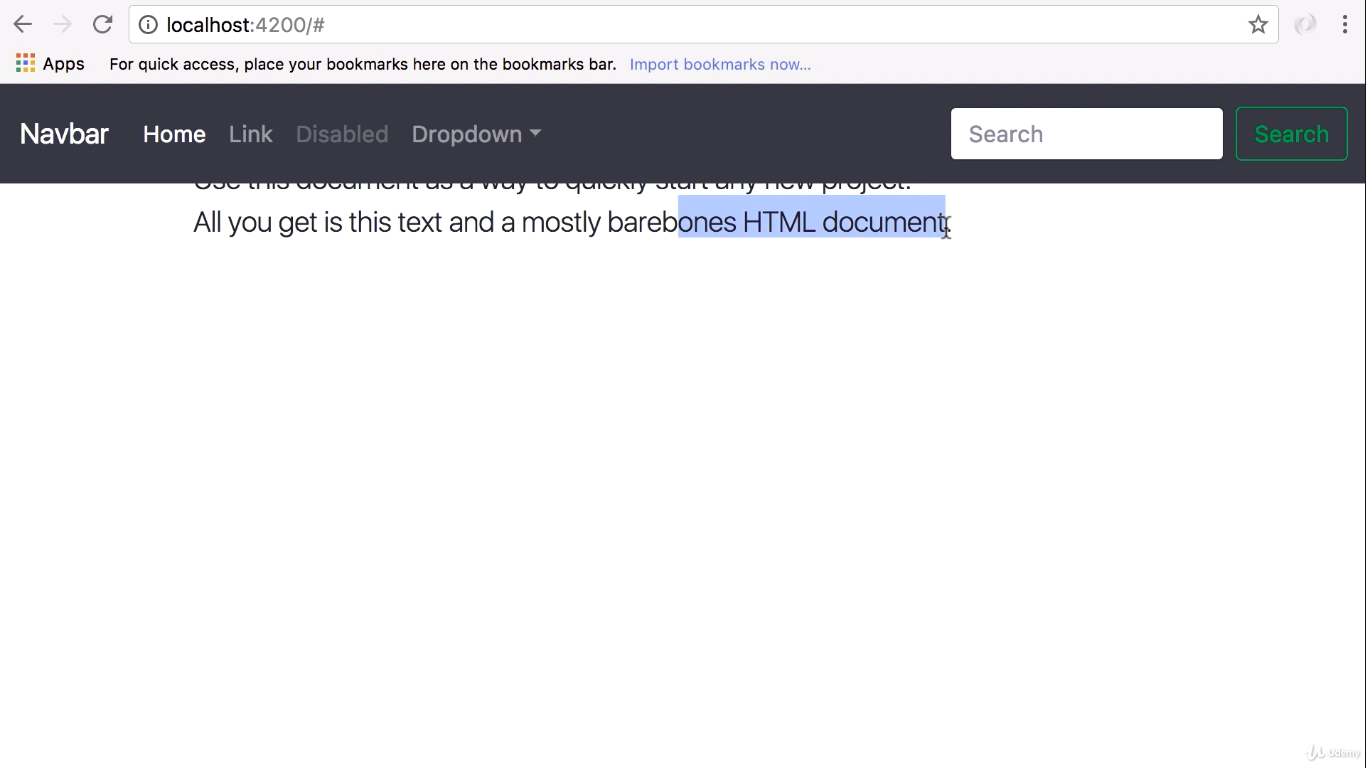 localhost:4200/#
Apps For quick access, place your bookmarks here on the bookmarks bar. Import bookmarks now...
Navbar Home Link Disabled Dropdown Search Search
Use this document as a way to quickly start any new project.
All you get is this text and a mostly barebones HTML document.
Udemy